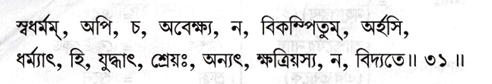 স্বধর্মম্, অপি, চ, অবেক্ষ্য, ন, বিকম্পিতুম্, অর্হসি,
ধর্ম্যাৎ, হি, যুদ্ধাৎ, শ্রেয়ঃ, অন্যৎ, ক্ষত্রিয়স্য, ন, বিদ্যতে॥ ৩১ ॥